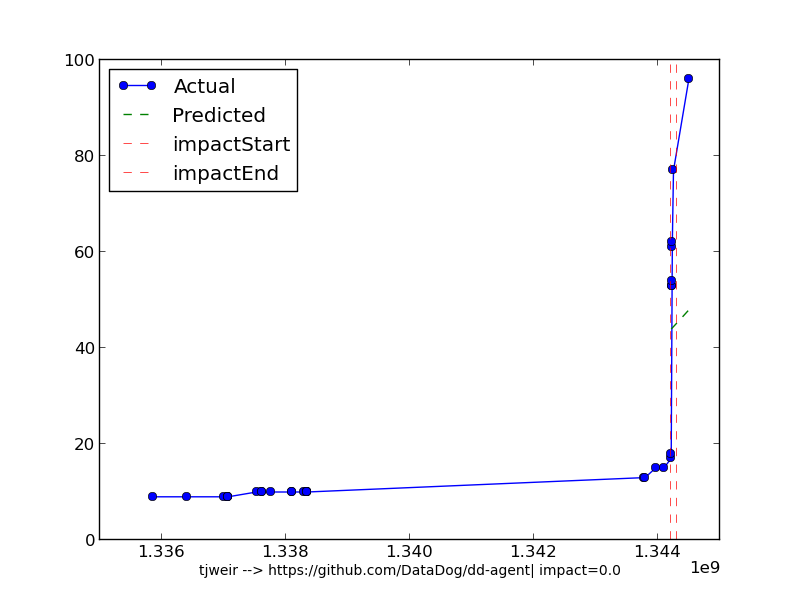 100
80
60
40
20
0
Actual
Predicted
impactStart
impactEnd
1.336 1.338 1.340 1.342 1.344
1e9
tjweir --> https://github.com/DataDog/dd-agent| impact=0.0